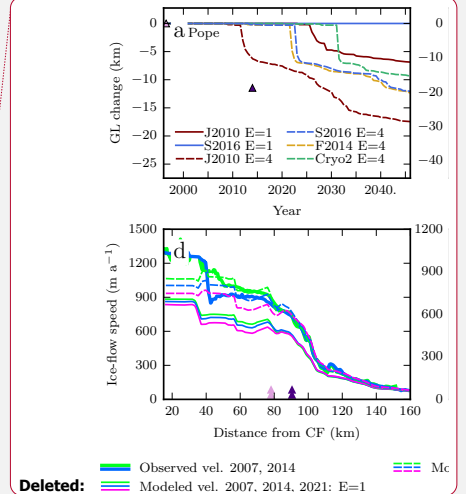 a Pope
0
−5
−10
−15
−20
−25
GL change (km)
0
−10
−20
−30
−40
J2010 E=1
S2016 E=1
J2010 E=4
S2016 E=4
F2014 E=4
Cryo2 E=4
2000 2010 2020 2030 2040.
Year
d
1500
1200
900
600
300
0
Ice-flow speed (m a⁻¹)
1200
900
600
300
0
20 40 60 80 100 120 140 160
Distance from CF (km)
Observed vel. 2007, 2014
Deleted: Modeled vel. 2007, 2014, 2021: E=1